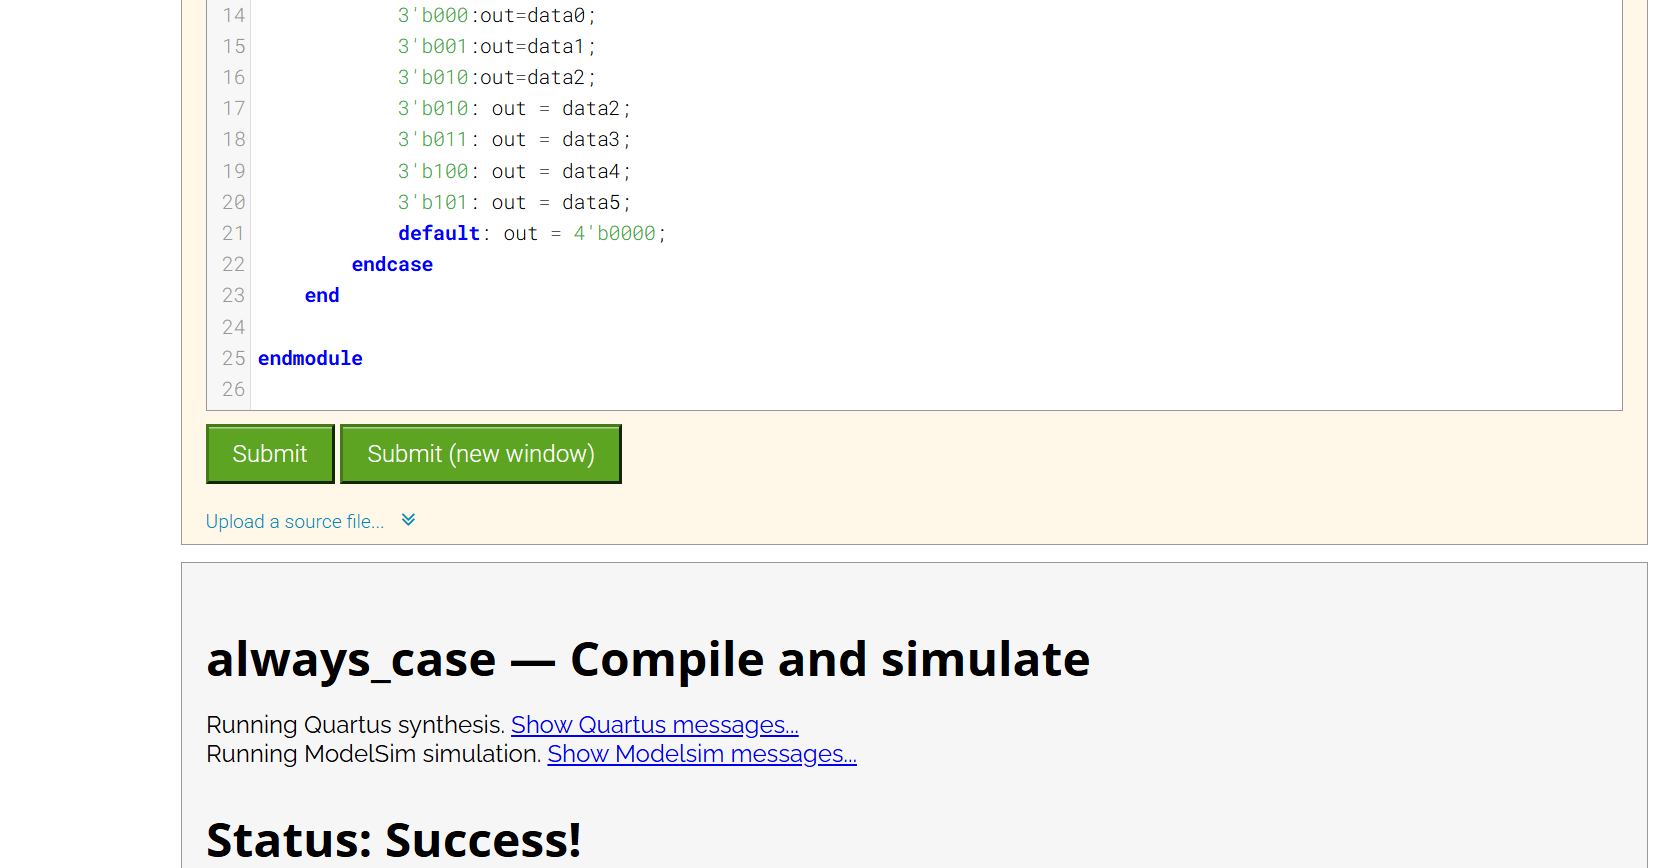 14 3'b000:out=data0;
15 3'b001:out=data1;
16 3'b010:out=data2;
17 3'b010: out = data2;
18 3'b011: out = data3;
19 3'b100: out = data4;
20 3'b101: out = data5;
21 default: out = 4'b0000;
22 endcase
23 end
24
25 endmodule
26
Submit Submit (new window)
Upload a source file...
always_case — Compile and simulate
Running Quartus synthesis. Show Quartus messages...
Running ModelSim simulation. Show Modelsim messages...
Status: Success!